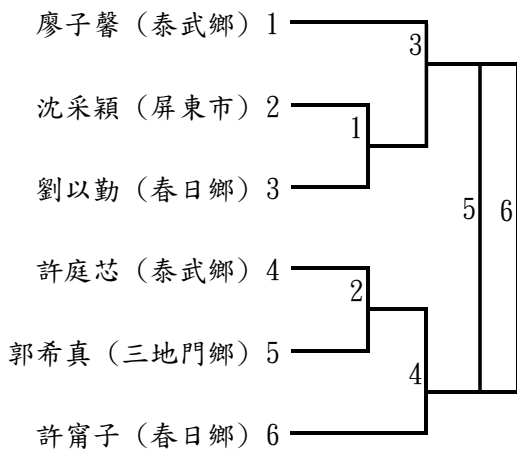 廖子馨（泰武鄉）1
3
沈采穎（屏東市）2
1
劉以勤（春日鄉）3
5
6
許庭芯（泰武鄉）4
2
郭希真（三地門鄉）5
4
許甯子（春日鄉）6